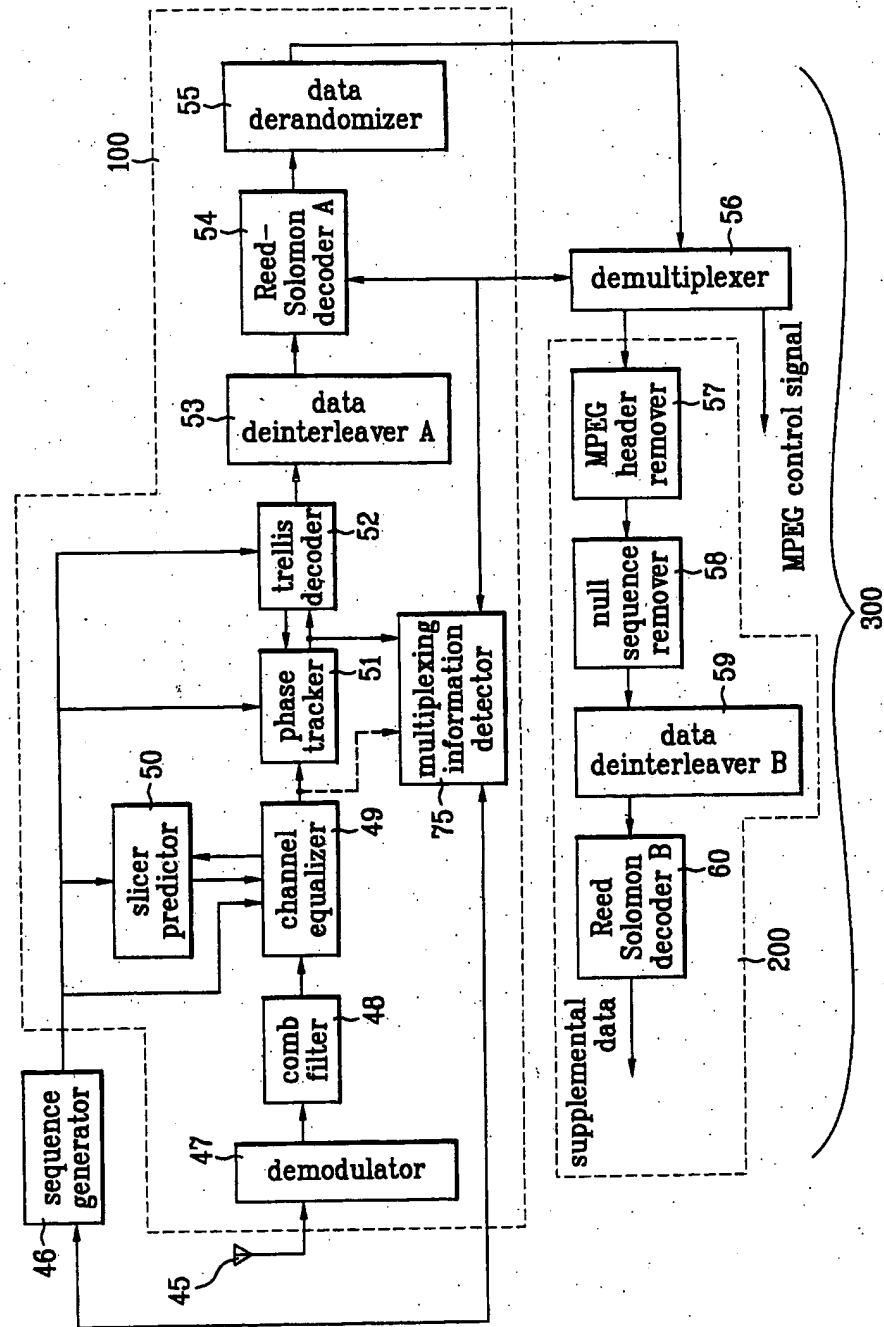 100
46
sequence
generator
45
47
demodulator
48
comb
filter
49
channel
equalizer
50
slicer
predictor
51
phase
tracker
52
trellis
decoder
75
multiplexing
information
detector
53
data
deinterleaver A
54
Reed-
Solomon
decoder A
55
data
derandomizer
56
demultiplexer
57
MPEG
header
remover
58
null
sequence
remover
59
data
deinterleaver B
60
Reed
Solomon
decoder B
supplemental
data
200
MPEG control signal
300